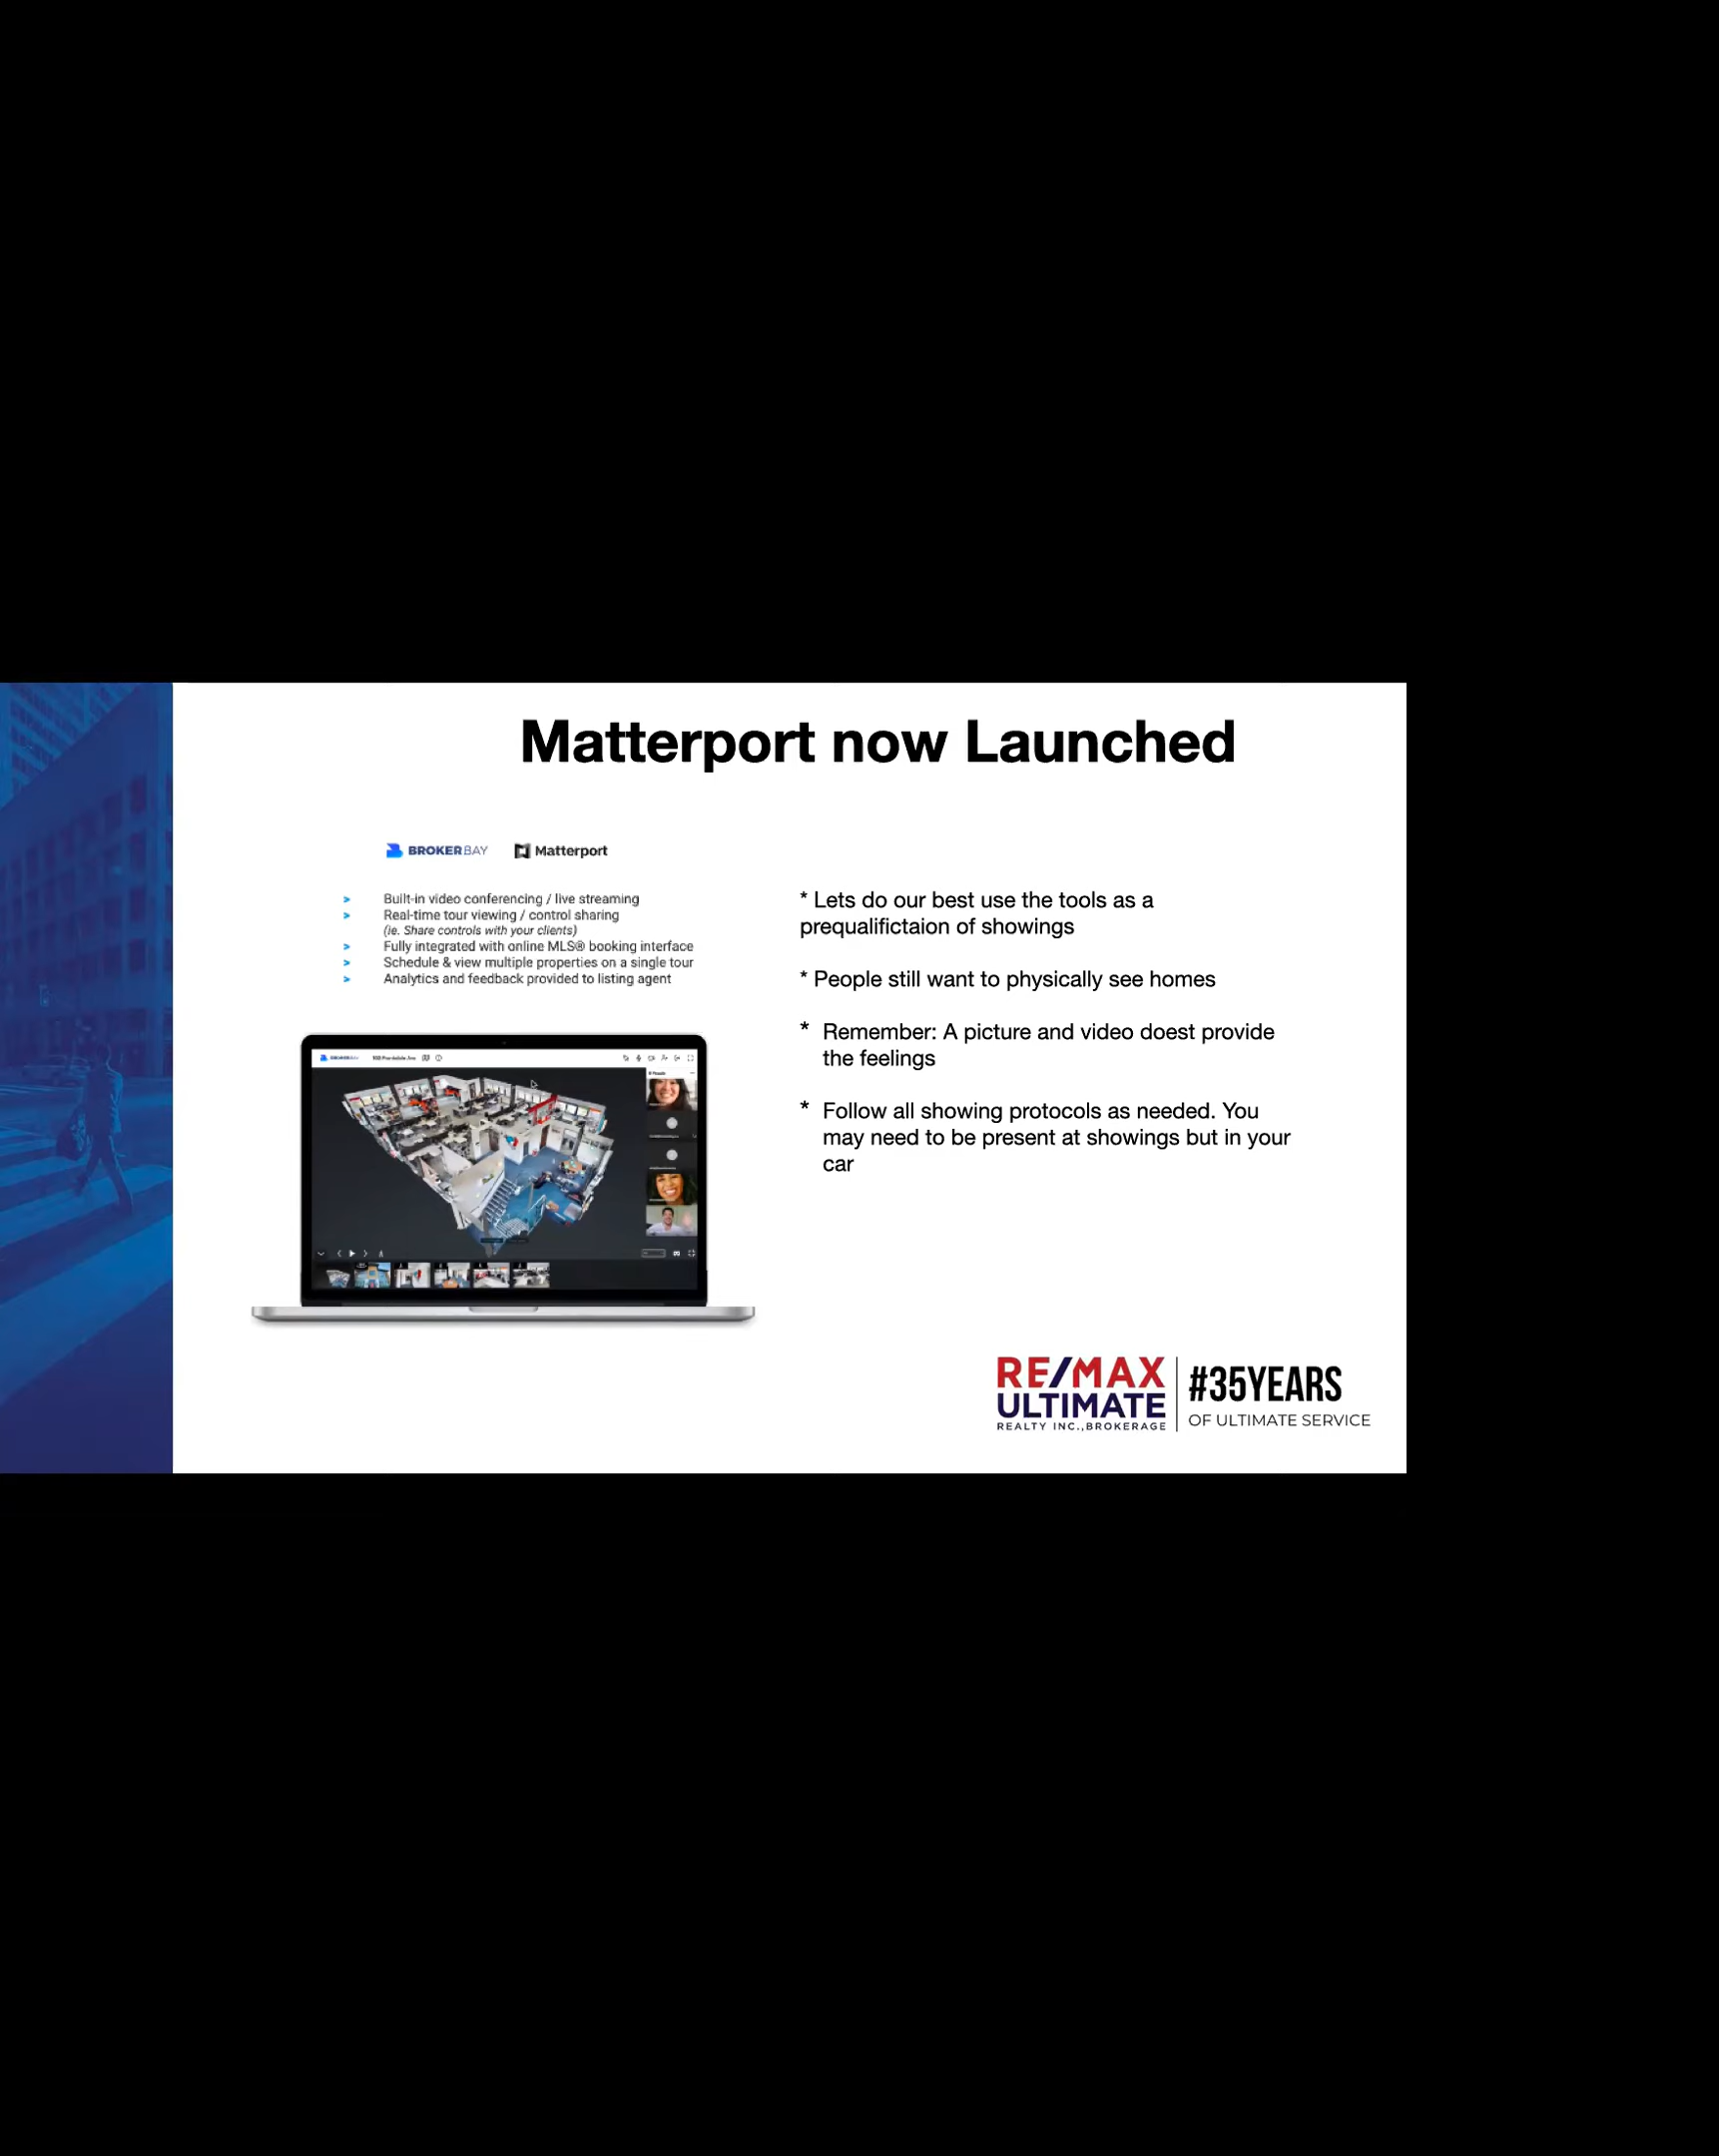 Matterport now Launched
BROKERBAY Matterport
> Built-in video conferencing / live streaming
> Real-time tour viewing / control sharing
(ie. Share controls with your clients)
> Fully integrated with online MLS® booking interface
> Schedule & view multiple properties on a single tour
> Analytics and feedback provided to listing agent
* Lets do our best use the tools as a
prequalifictaion of showings
* People still want to physically see homes
* Remember: A picture and video doest provide
the feelings
* Follow all showing protocols as needed. You
may need to be present at showings but in your
car
BROKERBAY
People
RE/MAX
ULTIMATE
REALTY INC.,BROKERAGE
#35YEARS
OF ULTIMATE SERVICE